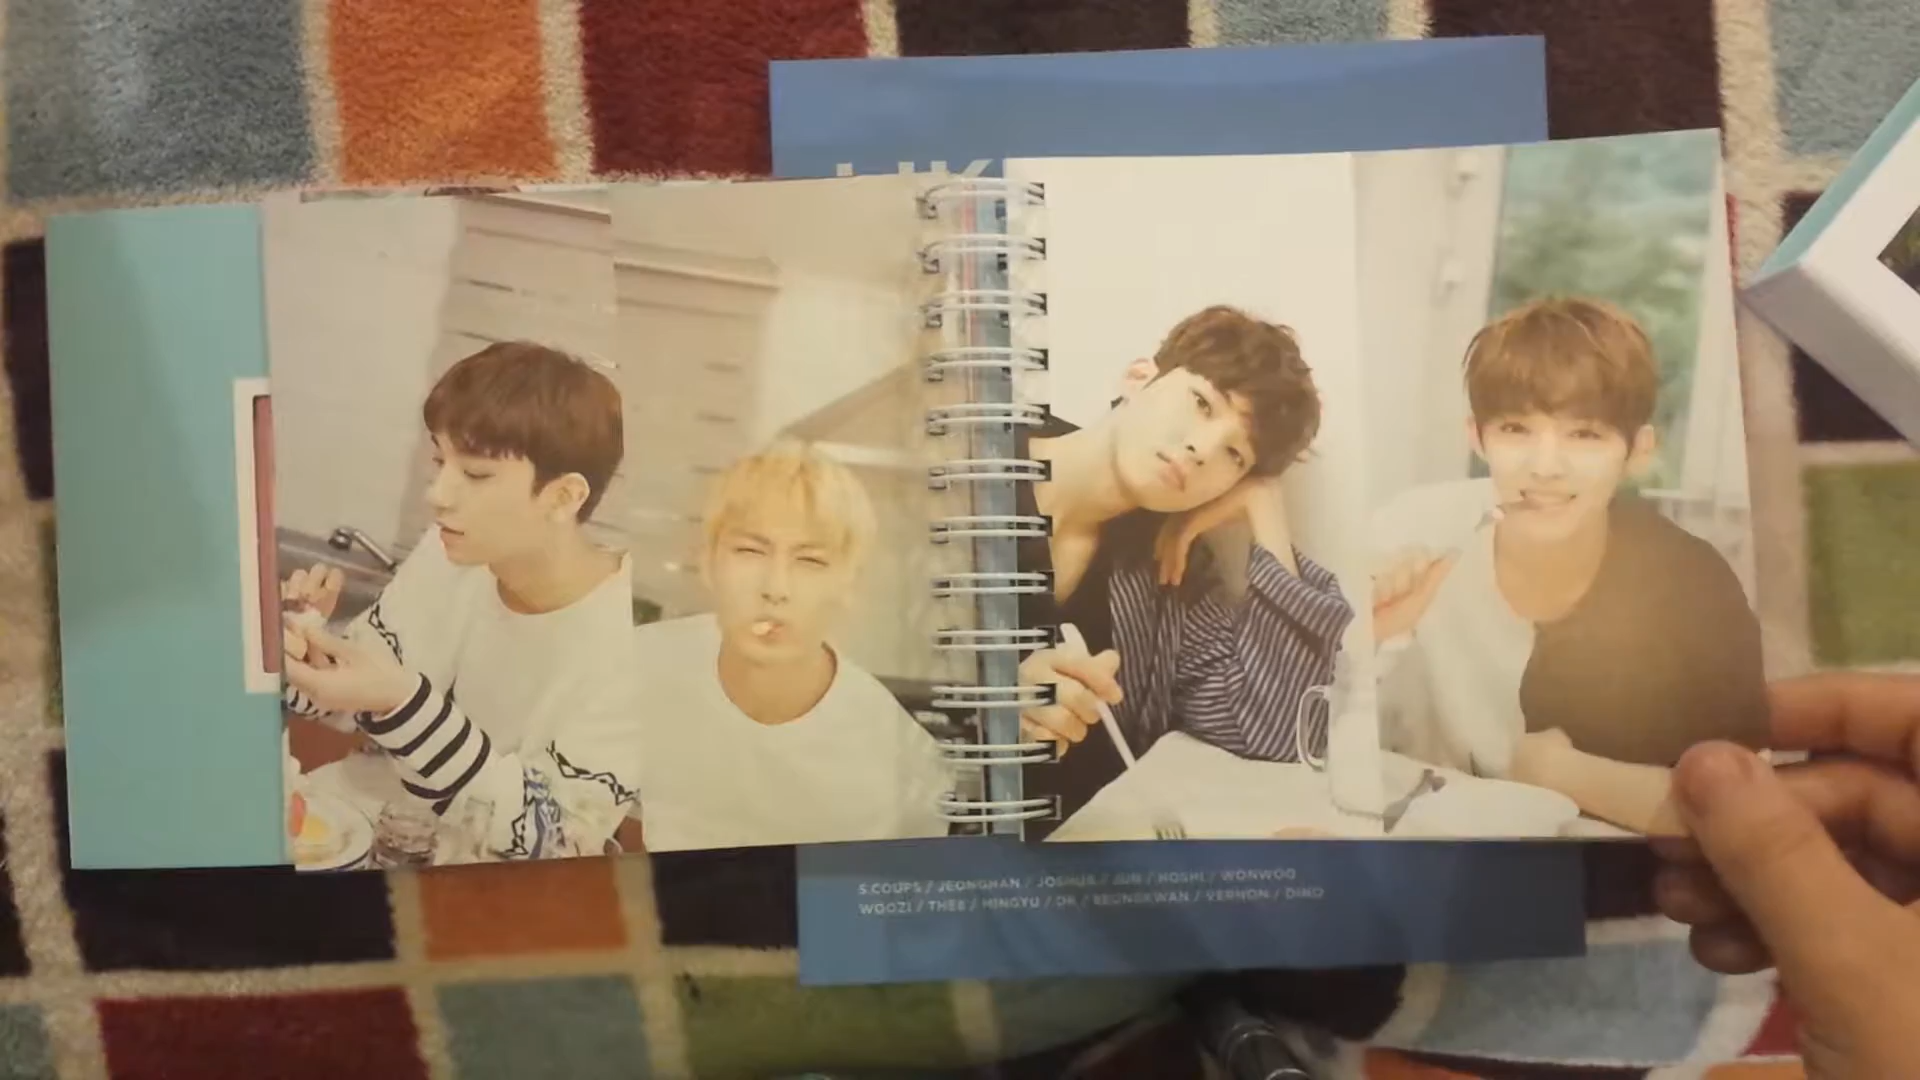 S.COUPS / JEONGHAN / JOSHUA / JUN / HOSHI / WONWOO
WOOZI / THE8 / MINGYU / DK / SEUNGKWAN / VERNON / DINO